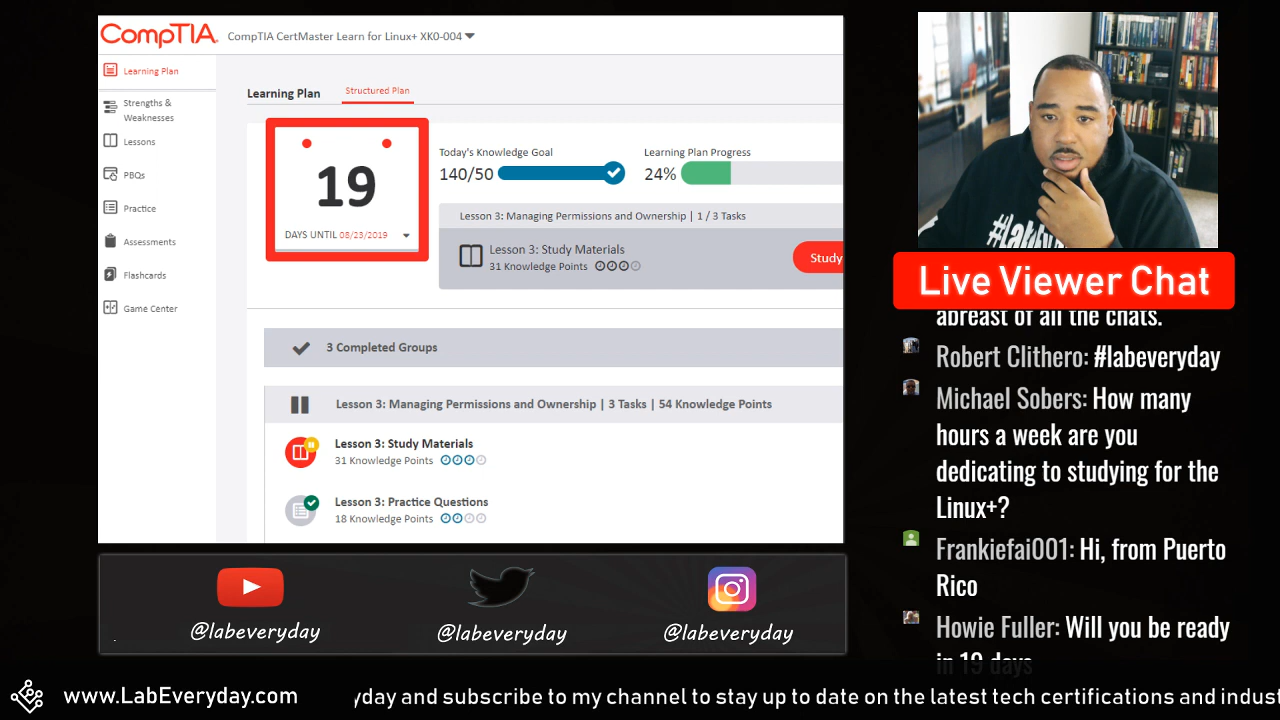 CompTIA.
CompTIA CertMaster Learn for Linux+ XK0-004
Learning Plan
Strengths &
Weaknesses
Lessons
PBQs
Practice
Assessments
Flashcards
Game Center
Learning Plan
Structured Plan
19
DAYS UNTIL 08/23/2019
Today's Knowledge Goal
140/50
Learning Plan Progress
24%
Lesson 3: Managing Permissions and Ownership | 1 / 3 Tasks
Lesson 3: Study Materials
31 Knowledge Points
Study
3 Completed Groups
Lesson 3: Managing Permissions and Ownership | 3 Tasks | 54 Knowledge Points
Lesson 3: Study Materials
31 Knowledge Points
Lesson 3: Practice Questions
18 Knowledge Points
@labeveryday
@labeveryday
@labeveryday
Live Viewer Chat
abreast of all the chats.
Robert Clithero: #labeveryday
Michael Sobers: How many
hours a week are you
dedicating to studying for the
Linux+?
Frankiefai001: Hi, from Puerto
Rico
Howie Fuller: Will you be ready
in 19 days
www.LabEveryday.com
yday and subscribe to my channel to stay up to date on the latest tech certifications and indust